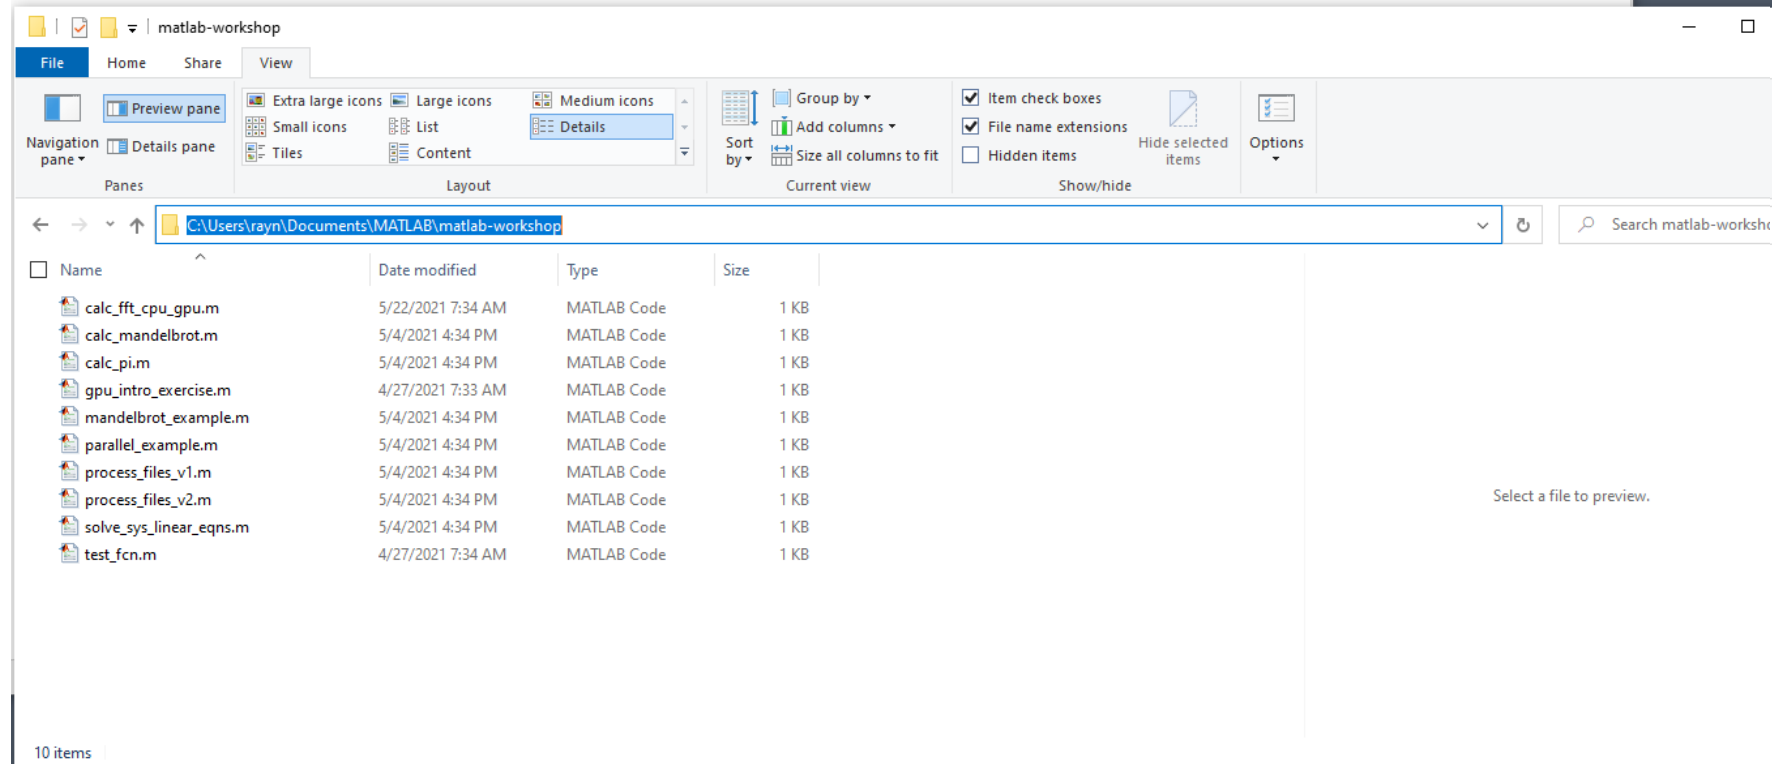 matlab-workshop
File Home Share View
Preview pane Extra large icons Large icons Medium icons Group by Item check boxes
Navigation pane Details pane Small icons List Details Sort by Add columns File name extensions Hide selected items Options
Tiles Content Size all columns to fit Hidden items
Panes Layout Current view Show/hide
C:\Users\rayn\Documents\MATLAB\matlab-workshop Search matlab-worksho
Name Date modified Type Size
calc_fft_cpu_gpu.m 5/22/2021 7:34 AM MATLAB Code 1 KB
calc_mandelbrot.m 5/4/2021 4:34 PM MATLAB Code 1 KB
calc_pi.m 5/4/2021 4:34 PM MATLAB Code 1 KB
gpu_intro_exercise.m 4/27/2021 7:33 AM MATLAB Code 1 KB
mandelbrot_example.m 5/4/2021 4:34 PM MATLAB Code 1 KB
parallel_example.m 5/4/2021 4:34 PM MATLAB Code 1 KB
process_files_v1.m 5/4/2021 4:34 PM MATLAB Code 1 KB
process_files_v2.m 5/4/2021 4:34 PM MATLAB Code 1 KB
solve_sys_linear_eqns.m 5/4/2021 4:34 PM MATLAB Code 1 KB
test_fcn.m 4/27/2021 7:34 AM MATLAB Code 1 KB
Select a file to preview.
10 items